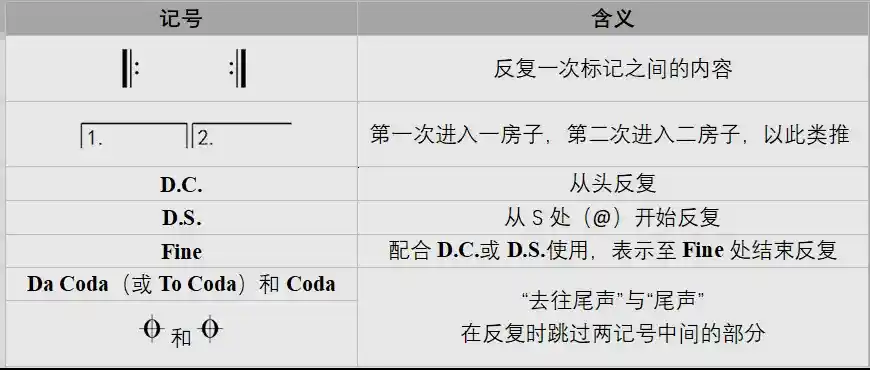 记号 含义
反复一次标记之间的内容
1. 2. 第一次进入一房子，第二次进入二房子，以此类推
D.C. 从头反复
D.S. 从 S 处（@）开始反复
Fine 配合 D.C.或 D.S.使用，表示至 Fine 处结束反复
Da Coda（或 To Coda）和 Coda
“去往尾声”与“尾声”
和
在反复时跳过两记号中间的部分